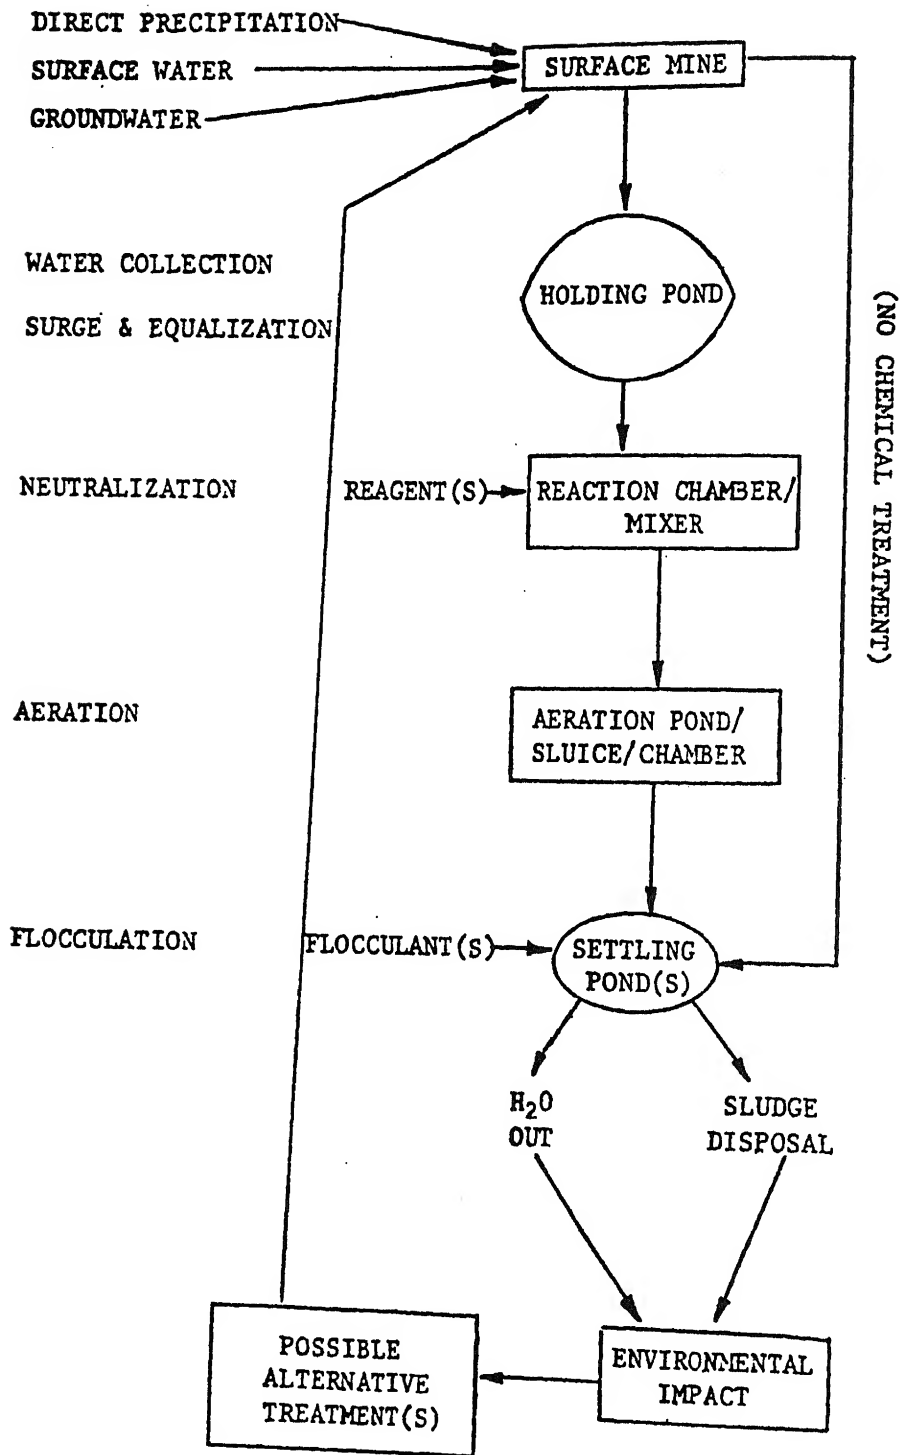 DIRECT PRECIPITATION
SURFACE WATER
SURFACE MINE
GROUNDWATER
WATER COLLECTION
HOLDING POND
SURGE & EQUALIZATION
(NO CHEMICAL TREATMENT)
NEUTRALIZATION
REAGENT(S)
REACTION CHAMBER/
MIXER
AERATION
AERATION POND/
SLUICE/CHAMBER
FLOCCULATION
FLOCCULANT(S)
SETTLING
POND(S)
H₂O
OUT
SLUDGE
DISPOSAL
POSSIBLE
ALTERNATIVE
TREATMENT(S)
ENVIRONMENTAL
IMPACT